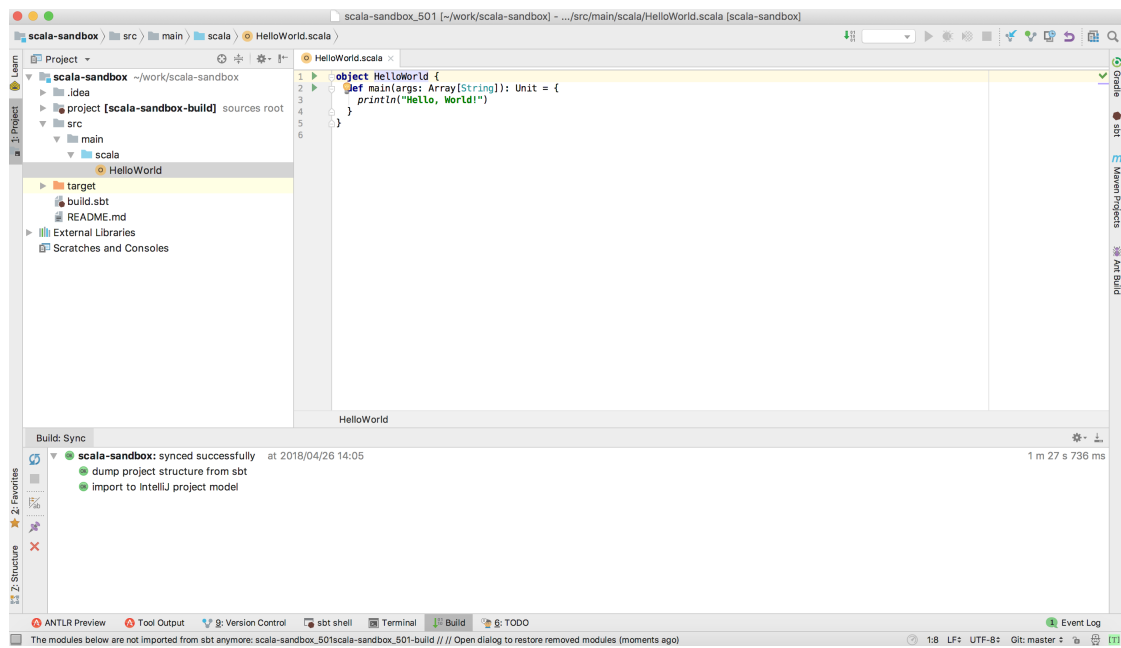 scala-sandbox_501 [~/work/scala-sandbox] - .../src/main/scala/HelloWorld.scala [scala-sandbox]
scala-sandbox src main scala HelloWorld.scala
Learn
1: Project
2: Favorites
7: Structure
Project
scala-sandbox ~/work/scala-sandbox
.idea
project [scala-sandbox-build] sources root
src
main
scala
HelloWorld
target
build.sbt
README.md
External Libraries
Scratches and Consoles
HelloWorld.scala
1 object HelloWorld {
2 def main(args: Array[String]): Unit = {
3 println("Hello, World!")
4 }
5 }
6
HelloWorld
Gradle
sbt
m Maven Projects
Ant Build
Build: Sync
scala-sandbox: synced successfully at 2018/04/26 14:05 1 m 27 s 736 ms
dump project structure from sbt
import to IntelliJ project model
ANTLR Preview Tool Output 9: Version Control sbt shell Terminal Build 6: TODO 1 Event Log
The modules below are not imported from sbt anymore: scala-sandbox_501scala-sandbox_501-build // // Open dialog to restore removed modules (moments ago) 1:8 LF UTF-8 Git: master [T]